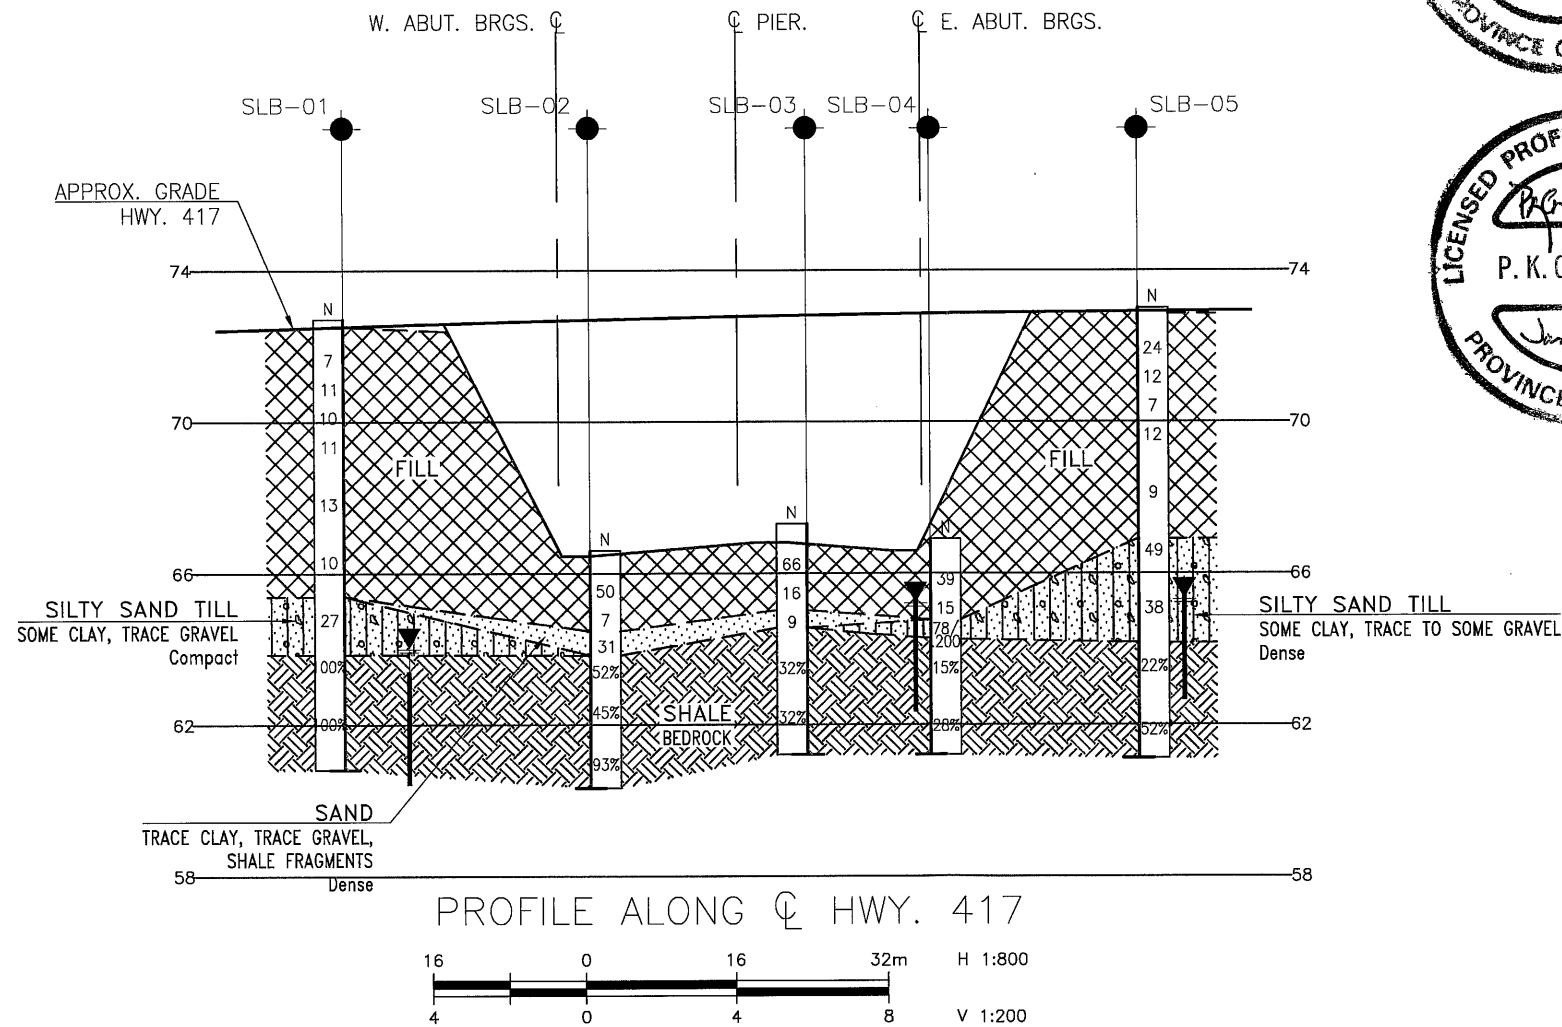 W. ABUT. BRGS. ℄
℄ PIER.
℄ E. ABUT. BRGS.
SLB-01
SLB-02
SLB-03
SLB-04
SLB-05
APPROX. GRADE
HWY. 417
74
74
70
70
66
66
62
62
58
58
N
7
11
10
11
13
10
27
00%
00%
N
50
7
31
52%
45%
93%
N
66
16
9
32%
32%
N
39
15
78
200
15%
28%
N
24
12
7
12
9
49
38
22%
52%
FILL
FILL
SHALE
BEDROCK
SILTY SAND TILL
SOME CLAY, TRACE GRAVEL
Compact
SILTY SAND TILL
SOME CLAY, TRACE TO SOME GRAVEL
Dense
SAND
TRACE CLAY, TRACE GRAVEL,
SHALE FRAGMENTS
Dense
PROFILE ALONG ℄ HWY. 417
16 0 16 32m H 1:800
4 0 4 8 V 1:200
PROVINCE
LICENSED PROF
P. K.
PROVINCE